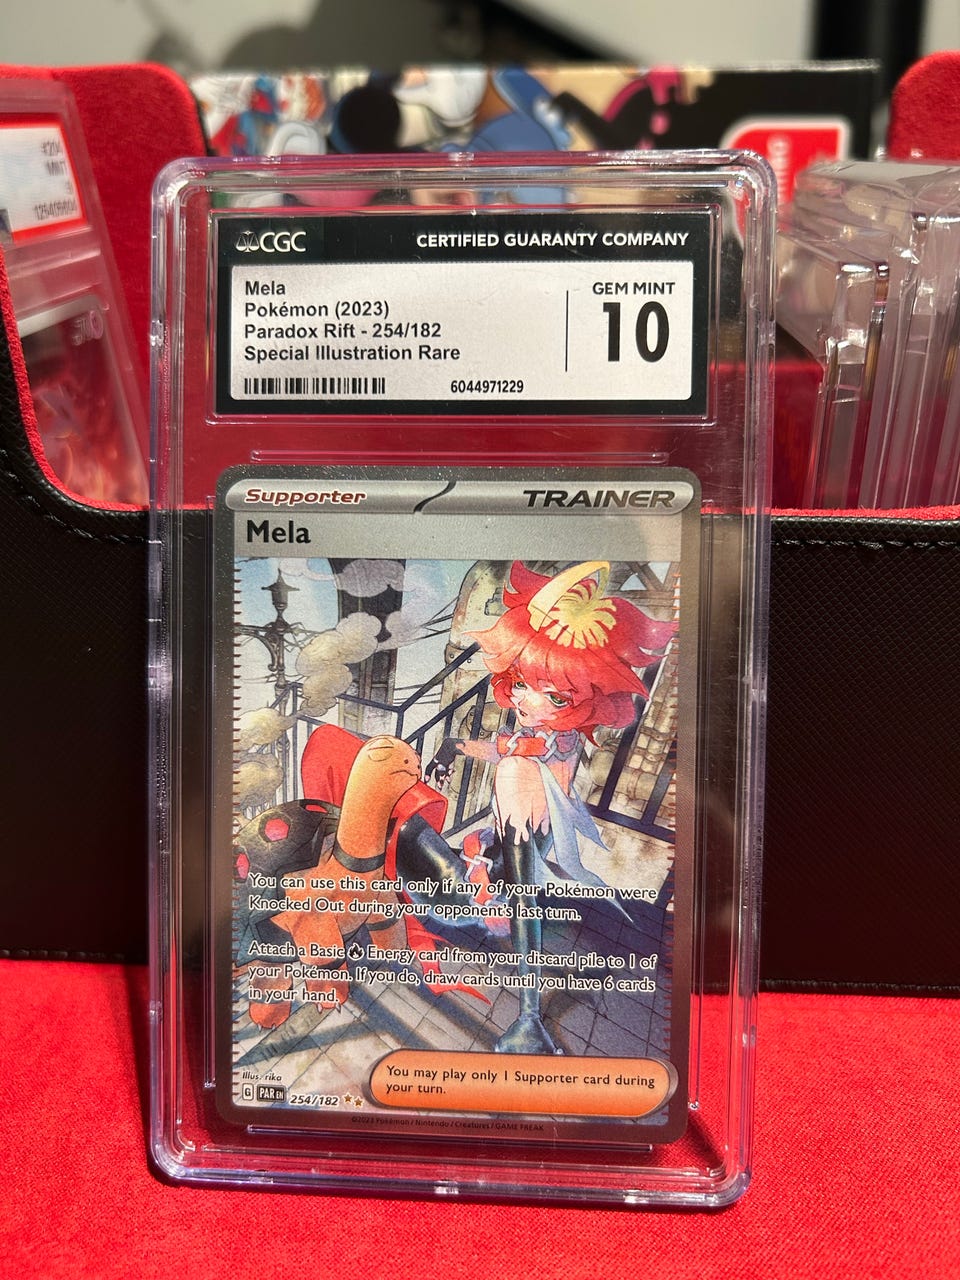 #204
MINT
9
CGC
CERTIFIED GUARANTY COMPANY
Mela
Pokémon (2023)
Paradox Rift - 254/182
Special Illustration Rare
6044971229
GEM MINT
10
Supporter
TRAINER
Mela
You can use this card only if any of your Pokémon were
Knocked Out during your opponent's last turn.
Attach a Basic Energy card from your discard pile to 1 of
your Pokémon. If you do, draw cards until you have 6 cards
in your hand.
You may play only 1 Supporter card during
your turn.
Illus. rika
G PAR EN 254/182
©2023 Pokémon / Nintendo / Creatures / GAME FREAK